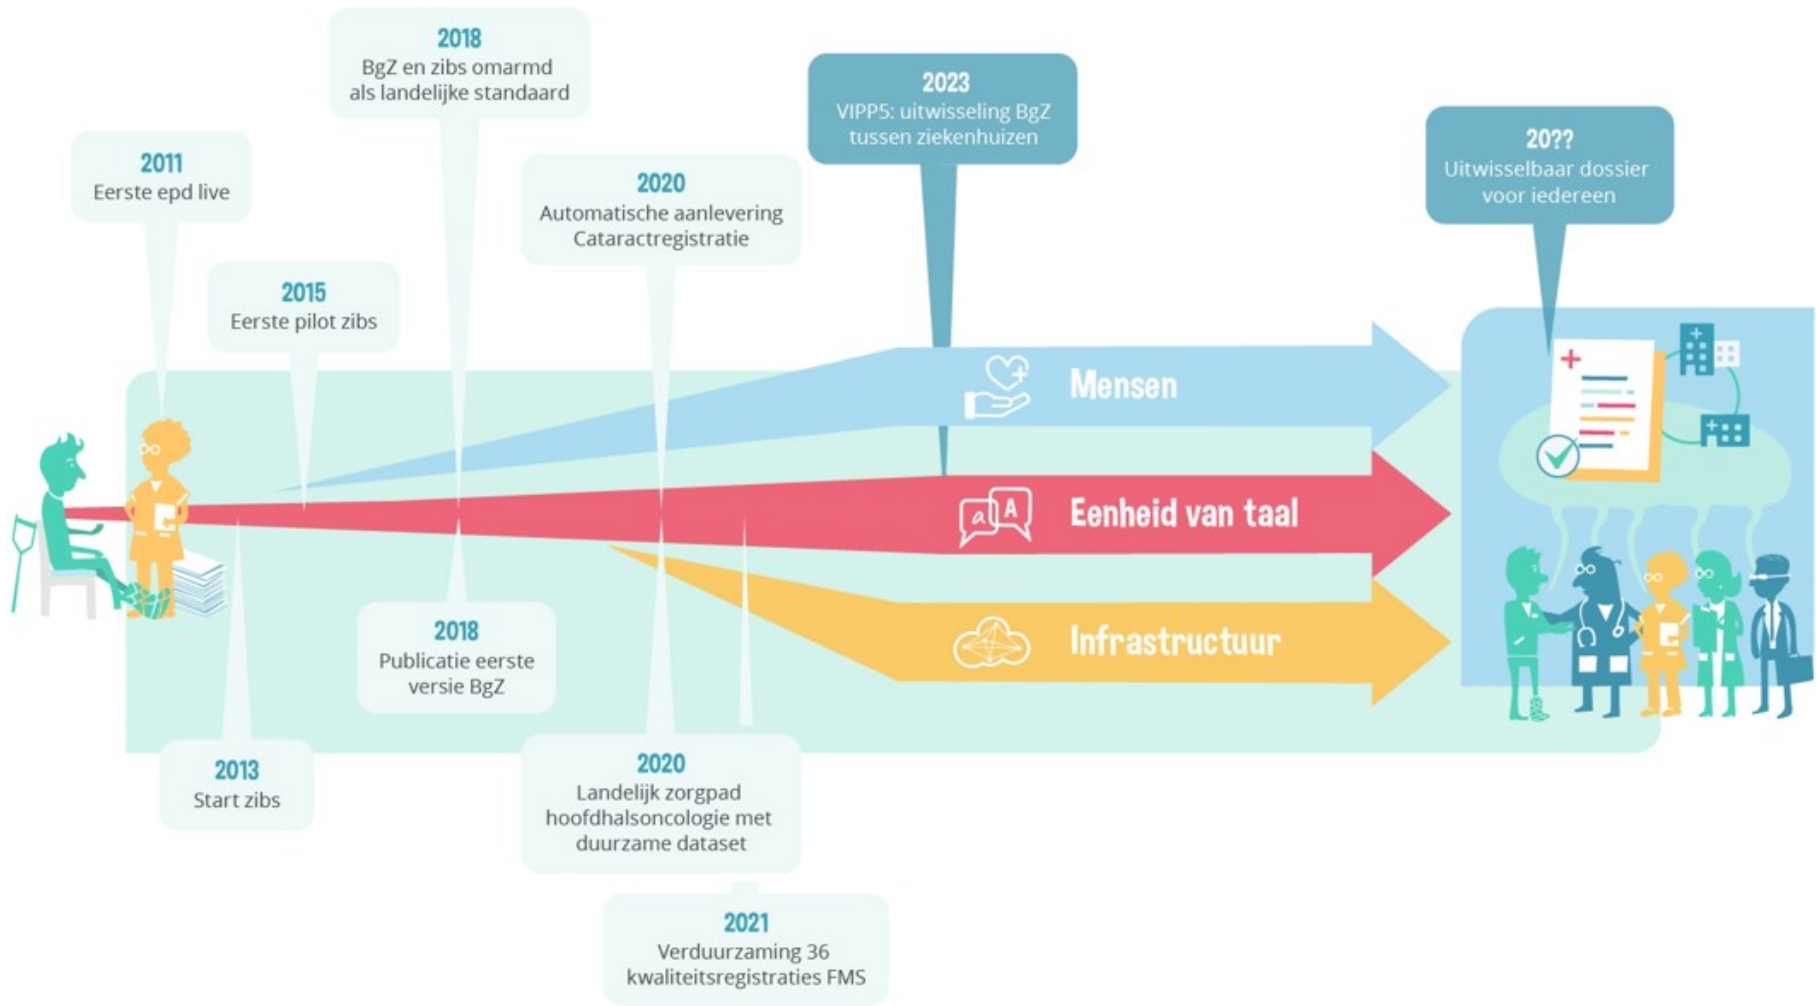 2011
Eerste epd live
2013
Start zibs
2015
Eerste pilot zibs
2018
BgZ en zibs omarmd
als landelijke standaard
2018
Publicatie eerste
versie BgZ
2020
Automatische aanlevering
Cataractregistratie
2020
Landelijk zorgpad
hoofdhalsoncologie met
duurzame dataset
2021
Verduurzaming 36
kwaliteitsregistraties FMS
2023
VIPP5: uitwisseling BgZ
tussen ziekenhuizen
20??
Uitwisselbaar dossier
voor iedereen
Mensen
a A
Eenheid van taal
Infrastructuur